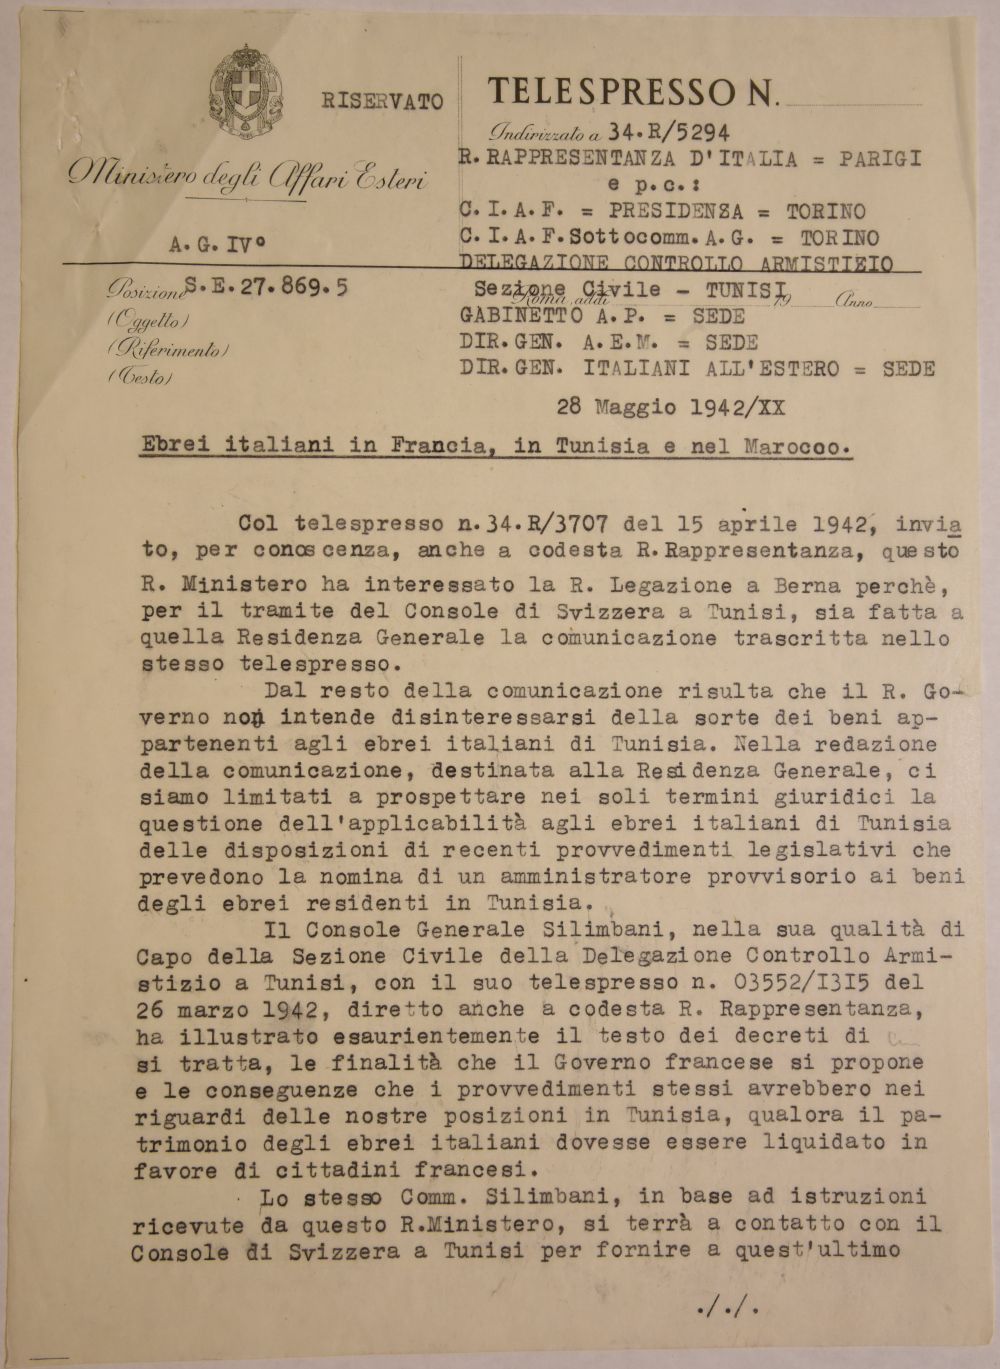 RISERVATO
TELESPRESSO N.
Ministero degli Affari Esteri
A.G. IV°
Indirizzato a 34.R/5294
R.RAPPRESENTANZA D'ITALIA = PARIGI
e p.c.:
C.I.A.F. = PRESIDENZA = TORINO
C.I.A.F.Sottocomm.A.G. = TORINO
DELEGAZIONE CONTROLLO ARMISTIZIO
Posizione S.E.27.869.5
(Oggetto)
(Riferimento)
(Testo)
Sezione Civile - TUNISI
Roma, addì 19 Anno
GABINETTO A.P. = SEDE
DIR.GEN. A.E.M. = SEDE
DIR.GEN. ITALIANI ALL'ESTERO = SEDE
28 Maggio 1942/XX
Ebrei italiani in Francia, in Tunisia e nel Marocco.
Col telespresso n.34.R/3707 del 15 aprile 1942, invia
to, per conoscenza, anche a codesta R.Rappresentanza, questo
R. Ministero ha interessato la R. Legazione a Berna perchè,
per il tramite del Console di Svizzera a Tunisi, sia fatta a
quella Residenza Generale la comunicazione trascritta nello
stesso telespresso.
Dal resto della comunicazione risulta che il R. Go-
verno non intende disinteressarsi della sorte dei beni ap-
partenenti agli ebrei italiani di Tunisia. Nella redazione
della comunicazione, destinata alla Residenza Generale, ci
siamo limitati a prospettare nei soli termini giuridici la
questione dell'applicabilità agli ebrei italiani di Tunisia
delle disposizioni di recenti provvedimenti legislativi che
prevedono la nomina di un amministratore provvisorio ai beni
degli ebrei residenti in Tunisia.
Il Console Generale Silimbani, nella sua qualità di
Capo della Sezione Civile della Delegazione Controllo Armi-
stizio a Tunisi, con il suo telespresso n. 03552/I3I5 del
26 marzo 1942, diretto anche a codesta R. Rappresentanza,
ha illustrato esaurientemente il testo dei decreti di
si tratta, le finalità che il Governo francese si propone
e le conseguenze che i provvedimenti stessi avrebbero nei
riguardi delle nostre posizioni in Tunisia, qualora il pa-
trimonio degli ebrei italiani dovesse essere liquidato in
favore di cittadini francesi.
Lo stesso Comm. Silimbani, in base ad istruzioni
ricevute da questo R.Ministero, si terrà a contatto con il
Console di Svizzera a Tunisi per fornire a quest'ultimo
././.